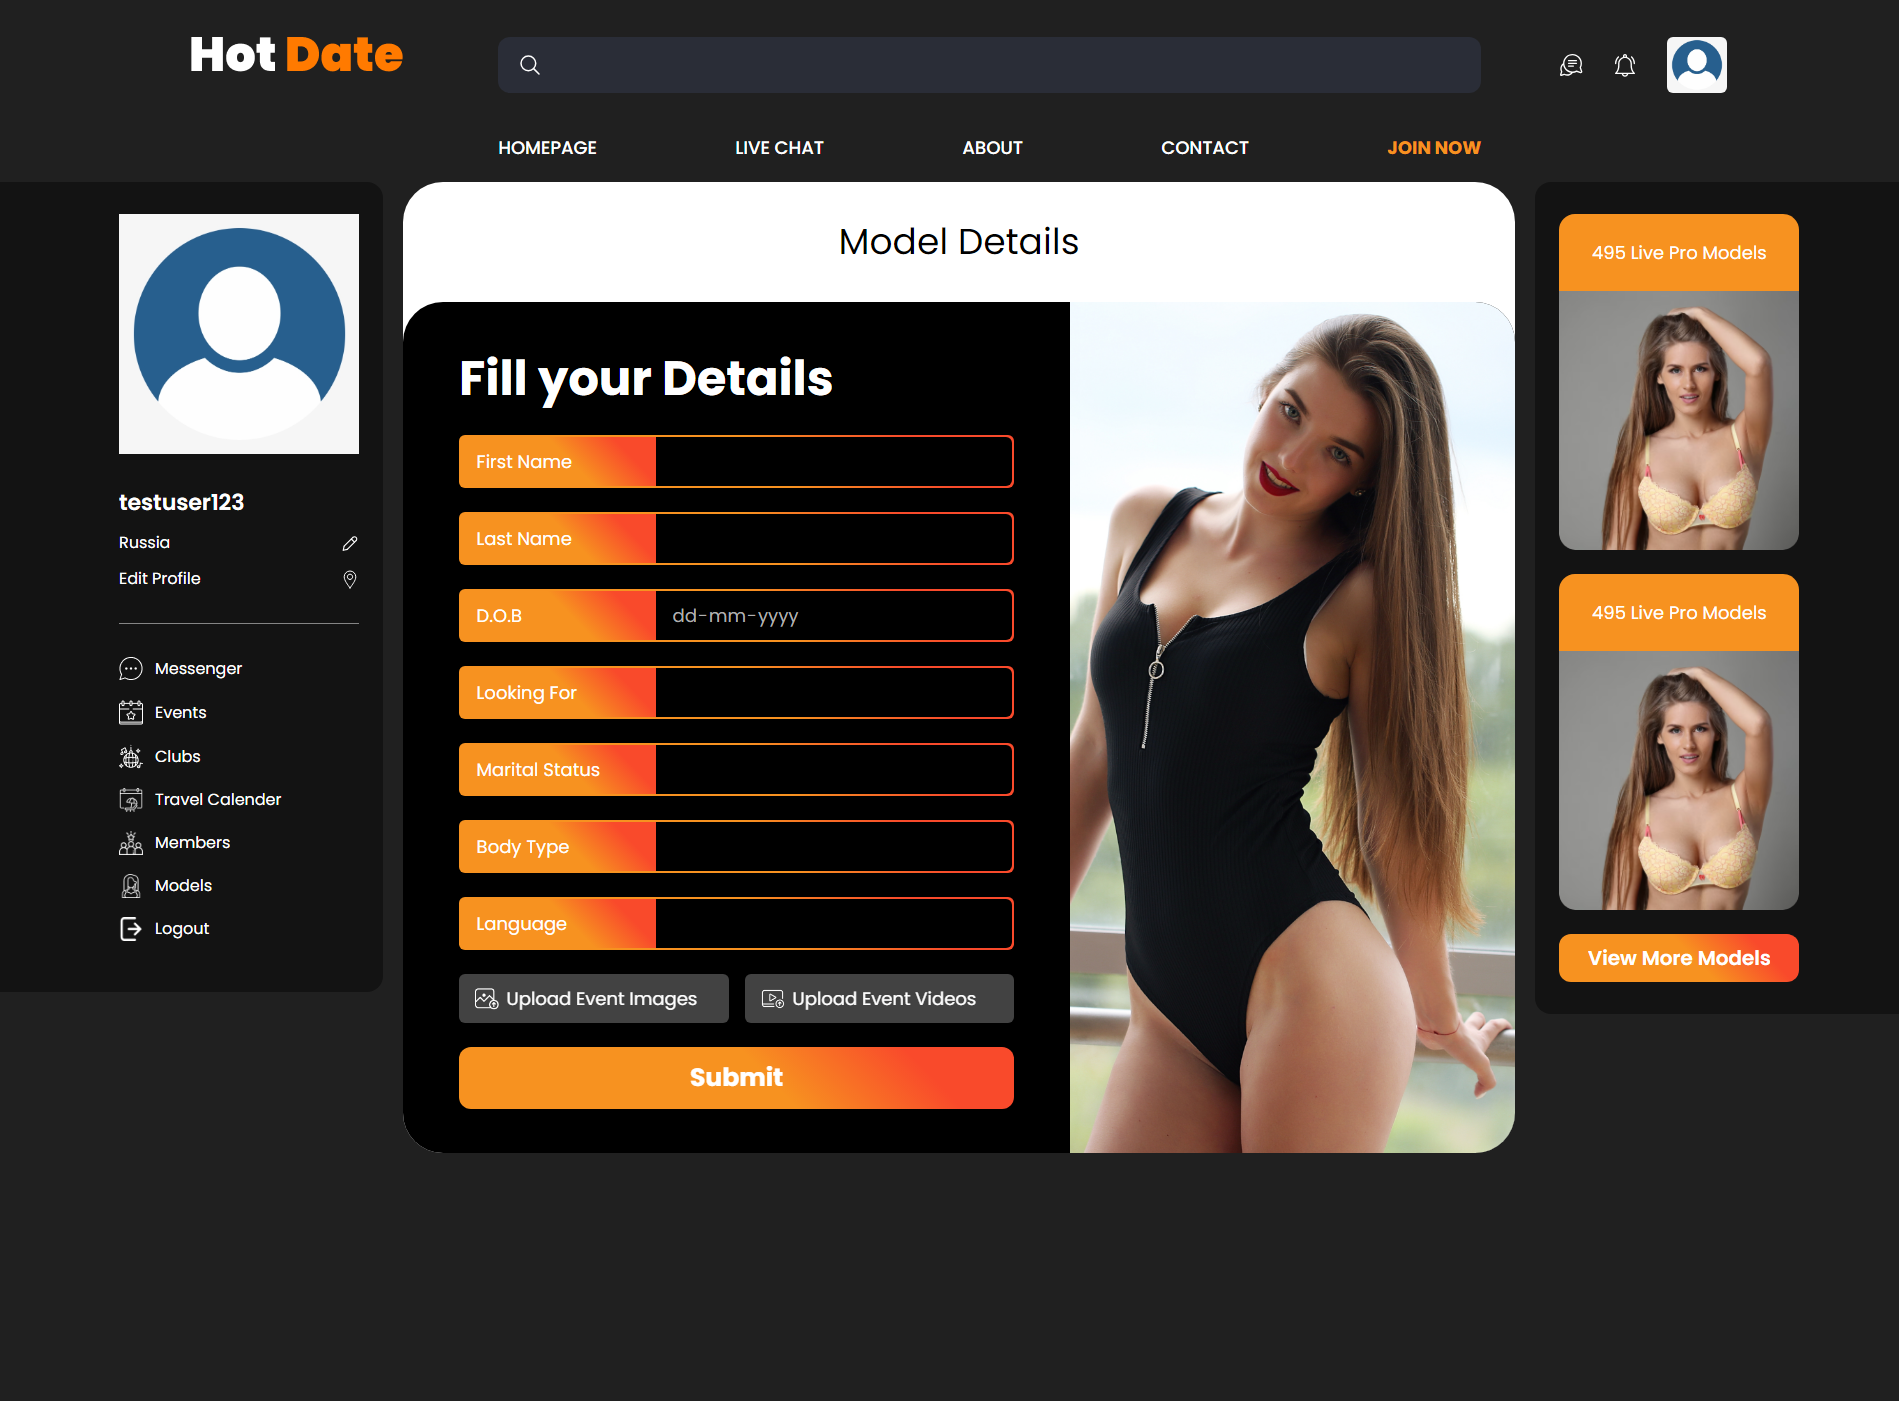 Hot Date
HOMEPAGE
LIVE CHAT
ABOUT
CONTACT
JOIN NOW
testuser123
Russia
Edit Profile
Messenger
Events
Clubs
Travel Calender
Members
Models
Logout
Model Details
Fill your Details
First Name
Last Name
D.O.B
dd-mm-yyyy
Looking For
Marital Status
Body Type
Language
Upload Event Images
Upload Event Videos
Submit
495 Live Pro Models
495 Live Pro Models
View More Models